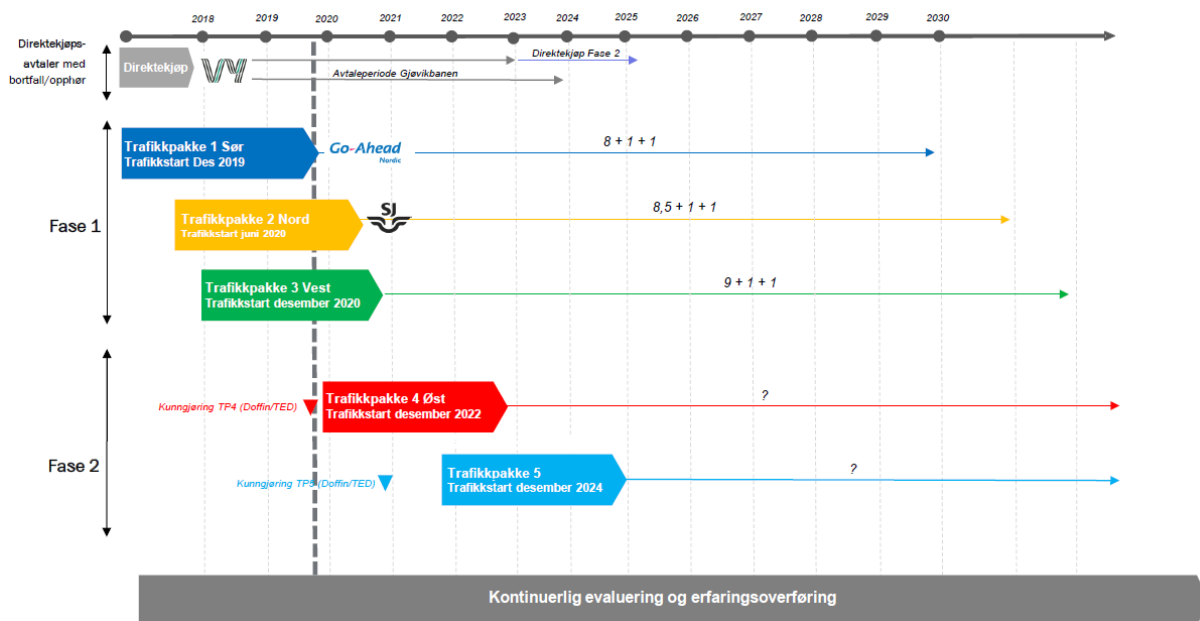 2018 2019 2020 2021 2022 2023 2024 2025 2026 2027 2028 2029 2030
Direktekjøps-
avtaler med
bortfall/opphør
Direktekjøp
VY
Direktekjøp Fase 2
Avtaleperiode Gjøvikbanen
Fase 1
Trafikkpakke 1 Sør
Trafikkstart Des 2019
Go-Ahead
Nordic
8 + 1 + 1
Trafikkpakke 2 Nord
Trafikkstart juni 2020
SJ
8,5 + 1 + 1
Trafikkpakke 3 Vest
Trafikkstart desember 2020
9 + 1 + 1
Fase 2
Kunngjøring TP4 (Doffin/TED)
Trafikkpakke 4 Øst
Trafikkstart desember 2022
?
Kunngjøring TP5 (Doffin/TED)
Trafikkpakke 5
Trafikkstart desember 2024
?
Kontinuerlig evaluering og erfaringsoverføring